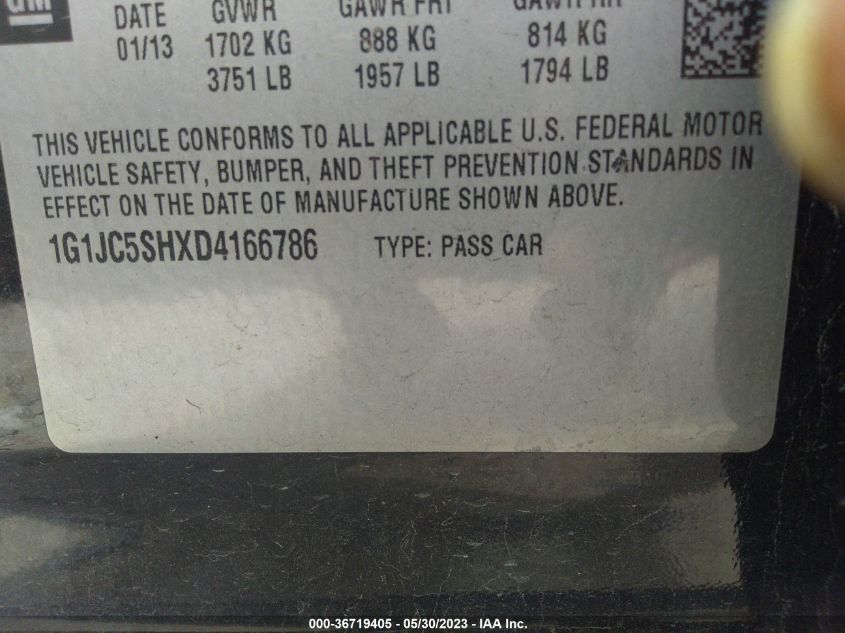 GM
DATE GVWR GAWR FRT GAWR RR
01/13 1702 KG 888 KG 814 KG
3751 LB 1957 LB 1794 LB
THIS VEHICLE CONFORMS TO ALL APPLICABLE U.S. FEDERAL MOTOR
VEHICLE SAFETY, BUMPER, AND THEFT PREVENTION STANDARDS IN
EFFECT ON THE DATE OF MANUFACTURE SHOWN ABOVE.
1G1JC5SHXD4166786 TYPE: PASS CAR
000-36719405 - 05/30/2023 - IAA Inc.